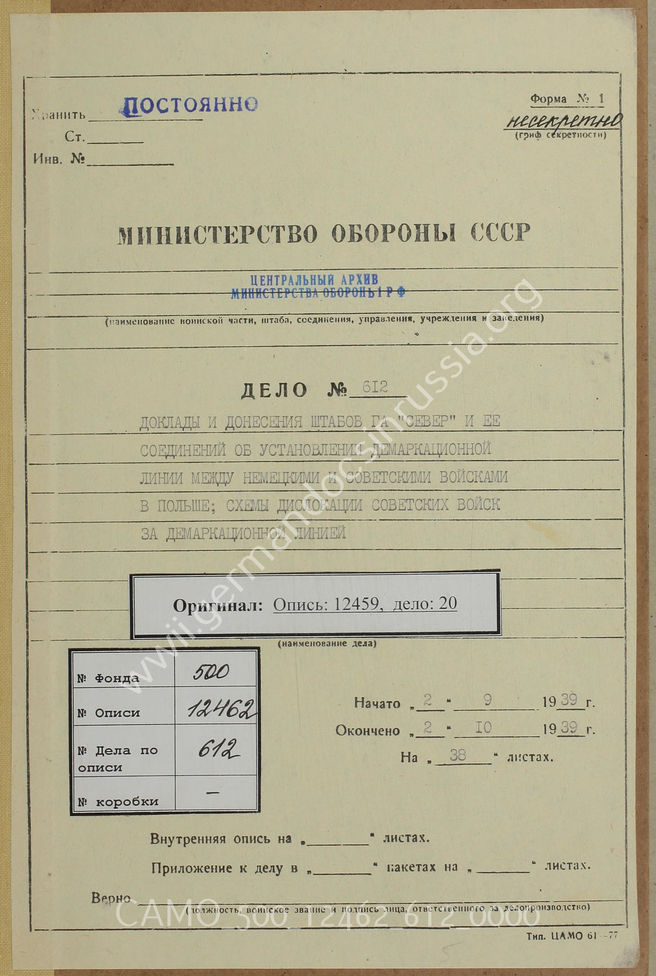 Хранить ПОСТОЯННО
Форма № 1
Ст.
несекретно
(гриф секретности)
Инв. №
МИНИСТЕРСТВО ОБОРОНЫ СССР
ЦЕНТРАЛЬНЫЙ АРХИВ
МИНИСТЕРСТВА ОБОРОНЫ РФ
(наименование воинской части, штаба, соединения, управления, учреждения и заведения)
ДЕЛО № 612
ДОКЛАДЫ И ДОНЕСЕНИЯ ШТАБОВ ГА "СЕВЕР" И ЕЕ
СОЕДИНЕНИЙ ОБ УСТАНОВЛЕНИИ ДЕМАРКАЦИОННОЙ
ЛИНИИ МЕЖДУ НЕМЕЦКИМИ И СОВЕТСКИМИ ВОЙСКАМИ
В ПОЛЬШЕ; СХЕМЫ ДИСЛОКАЦИИ СОВЕТСКИХ ВОЙСК
ЗА ДЕМАРКАЦИОННОЙ ЛИНИЕЙ
www.germandocsinrussia.org
Оригинал: Опись: 12459, дело: 20
(наименование дела)
№ Фонда 500
№ Описи 12462
№ Дела по описи 612
№ коробки —
Начато „ 2 “ 9 1939 г.
Окончено „ 2 “ 10 1939 г.
На „ 38 “ листах.
Внутренняя опись на „ “ листах.
Приложение к делу в „ “ пакетах на „ “ листах.
Верно
(должность, воинское звание и подпись лица, ответственного за делопроизводство)
CAMO_500_12462_612_0000
Тип. ЦАМО 61 -77